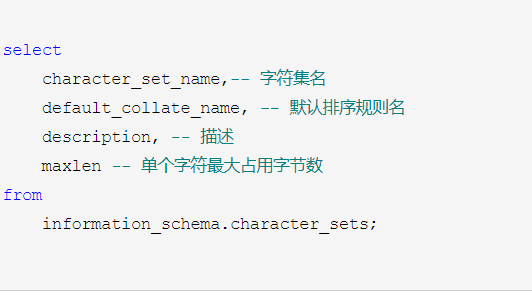 select
    character_set_name,-- 字符集名
    default_collate_name, -- 默认排序规则名
    description, -- 描述
    maxlen -- 单个字符最大占用字节数
from
    information_schema.character_sets;